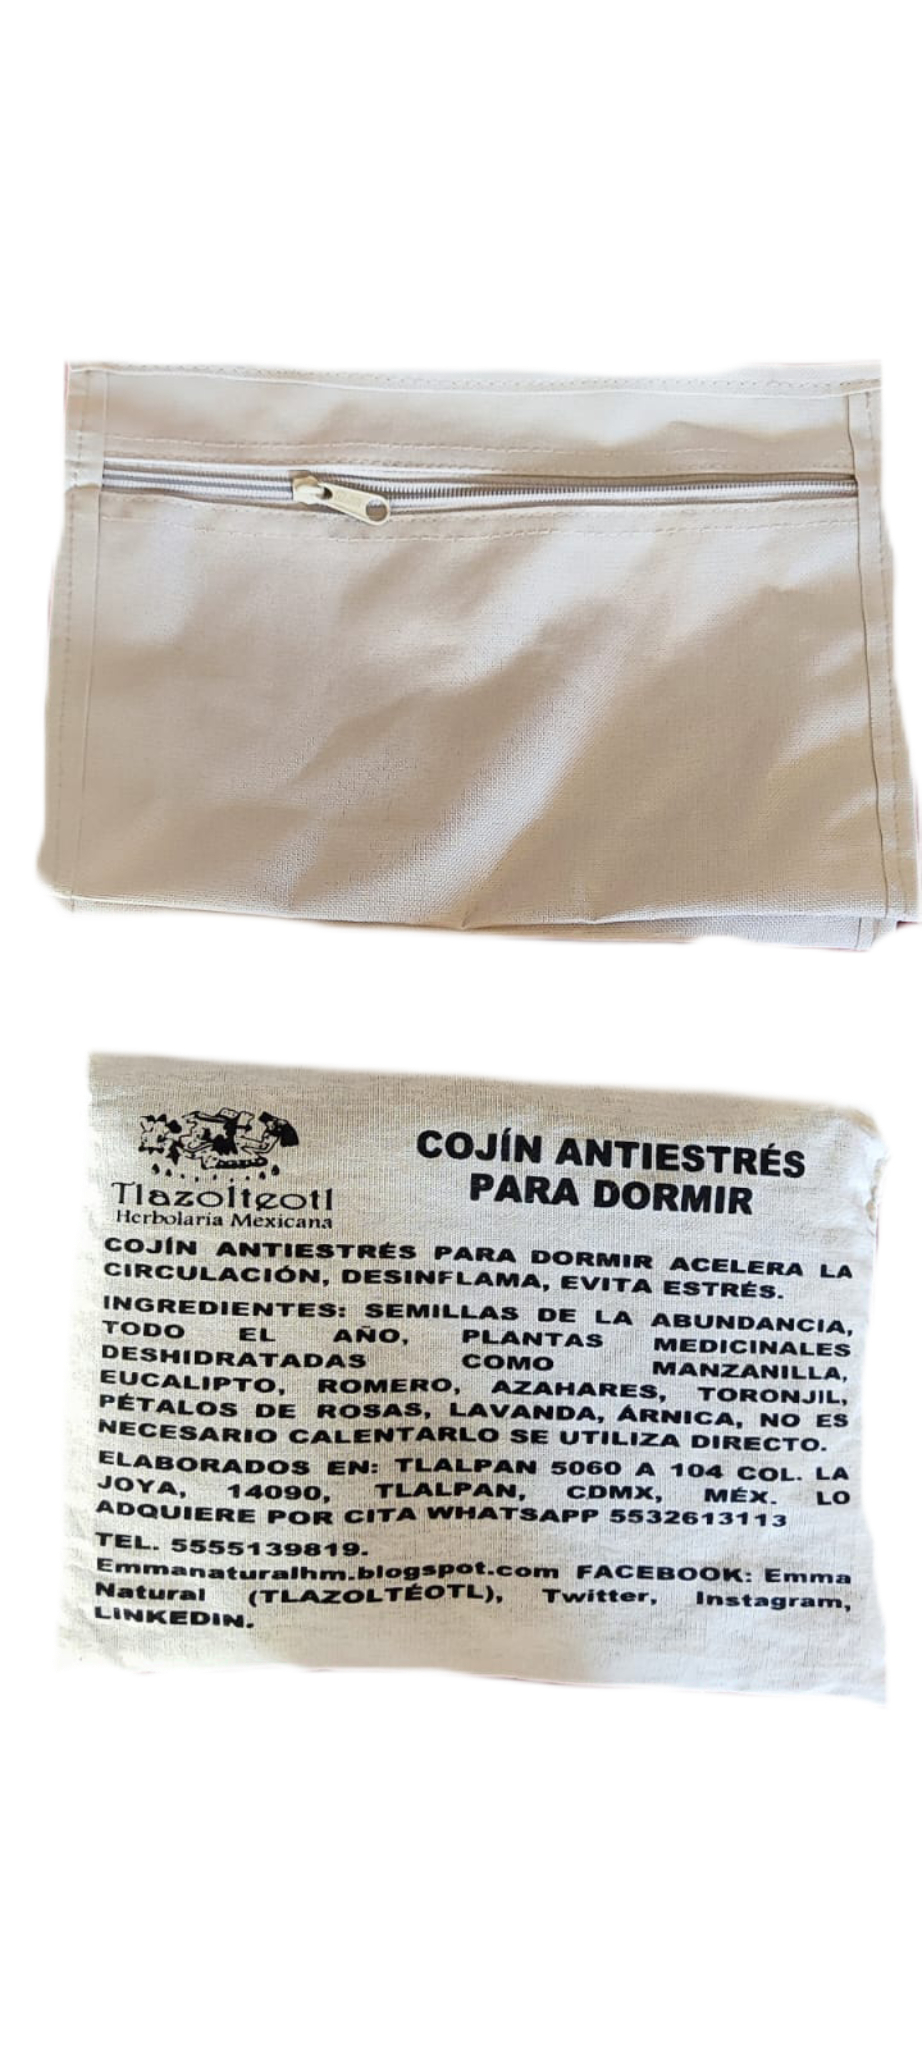 Tlazolteotl
Herbolaria Mexicana
COJÍN ANTIESTRÉS
PARA DORMIR
COJÍN ANTIESTRÉS PARA DORMIR ACELERA LA
CIRCULACIÓN, DESINFLAMA, EVITA ESTRÉS.
INGREDIENTES: SEMILLAS DE LA ABUNDANCIA,
TODO EL AÑO, PLANTAS MEDICINALES
DESHIDRATADAS COMO MANZANILLA,
EUCALIPTO, ROMERO, AZAHARES, TORONJIL,
PÉTALOS DE ROSAS, LAVANDA, ÁRNICA, NO ES
NECESARIO CALENTARLO SE UTILIZA DIRECTO.
ELABORADOS EN: TLALPAN 5060 A 104 COL. LA
JOYA, 14090, TLALPAN, CDMX, MÉX. LO
ADQUIERE POR CITA WHATSAPP 5532613113
TEL. 5555139819.
Emmanaturalhm.blogspot.com FACEBOOK: Emma
Natural (TLAZOLTÉOTL), Twitter, Instagram,
LINKEDIN.